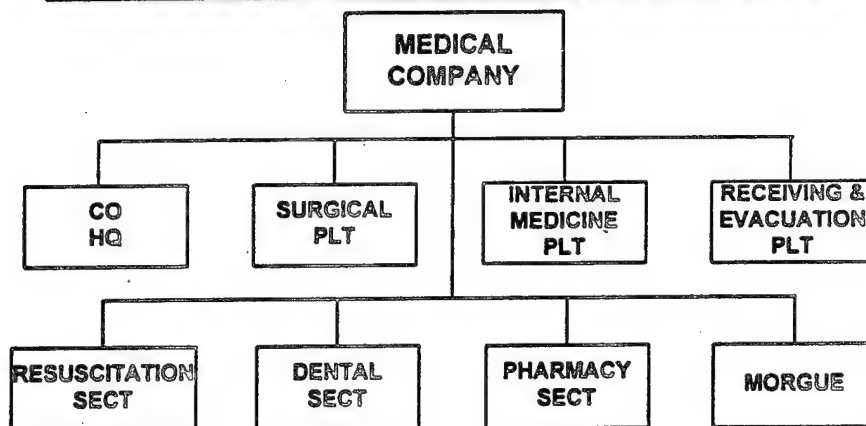 MEDICAL
COMPANY
CO
HQ
SURGICAL
PLT
INTERNAL
MEDICINE
PLT
RECEIVING &
EVACUATION
PLT
RESUSCITATION
SECT
DENTAL
SECT
PHARMACY
SECT
MORGUE